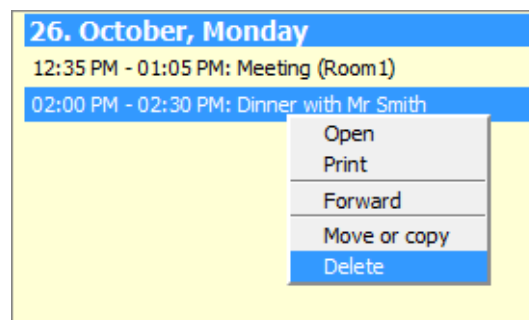 26. October, Monday
12:35 PM - 01:05 PM: Meeting (Room1)
02:00 PM - 02:30 PM: Dinner with Mr Smith
Open
Print
Forward
Move or copy
Delete